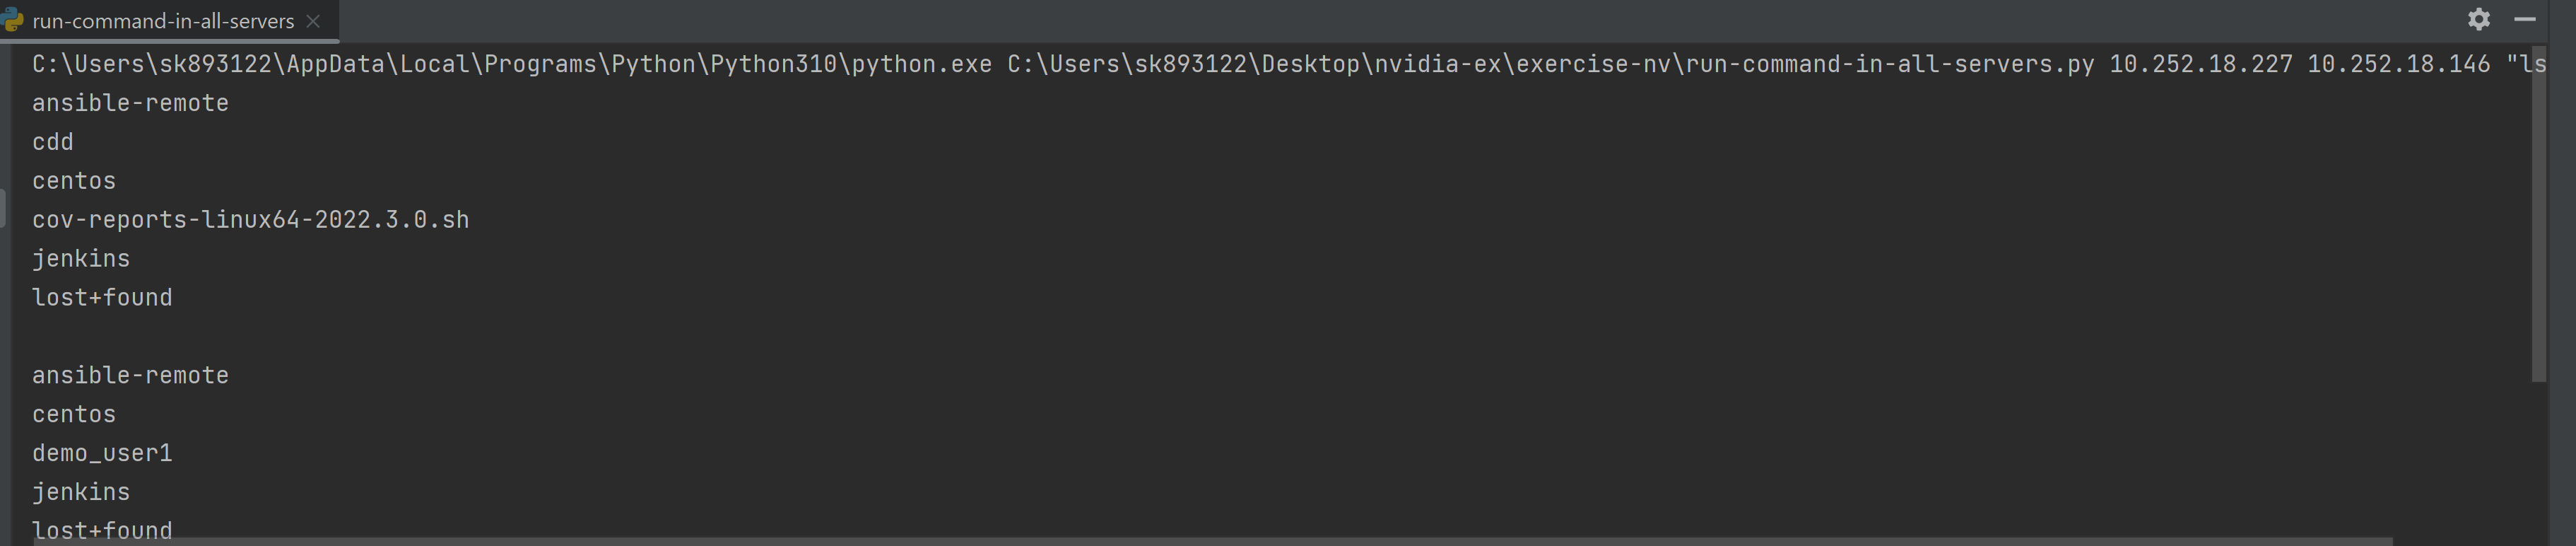 run-command-in-all-servers
C:\Users\sk893122\AppData\Local\Programs\Python\Python310\python.exe C:\Users\sk893122\Desktop\nvidia-ex\exercise-nv\run-command-in-all-servers.py 10.252.18.227 10.252.18.146 "ls
ansible-remote
cdd
centos
cov-reports-linux64-2022.3.0.sh
jenkins
lost+found
ansible-remote
centos
demo_user1
jenkins
lost+found